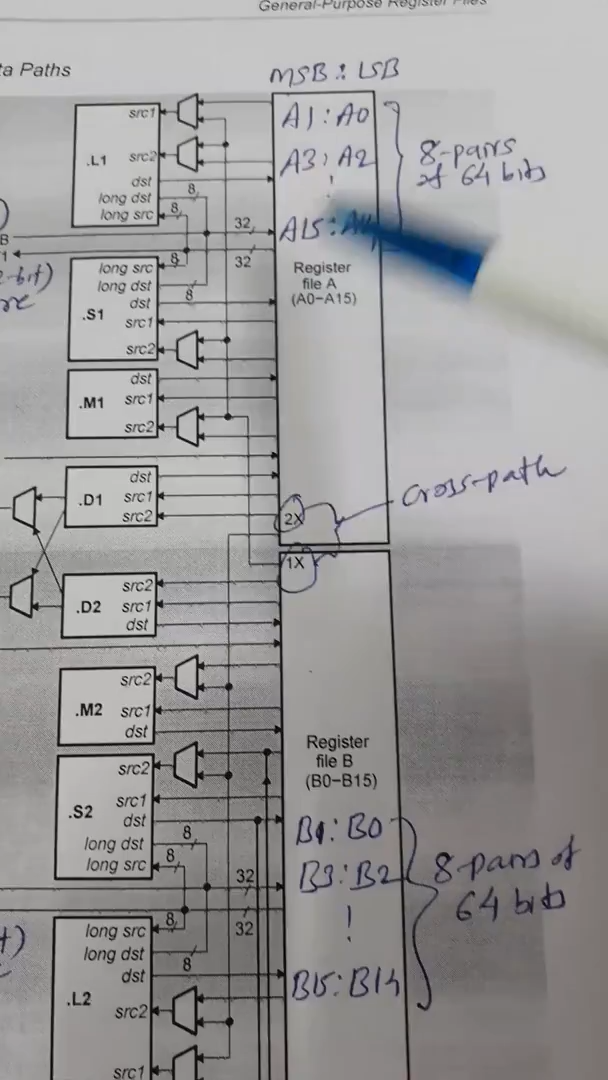 General-Purpose Register Files
ta Paths
MSB : LSB
src1
.L1
src2
dst
long dst
long src
8
8
A1:A0
A3:A2
A15:
8-pairs
of 64 bits
32
32
B
1
Register
file A
(A0–A15)
long src
8
long dst
8
dst
.S1
src1
src2
dst
.M1
src1
src2
dst
.D1
src1
src2
2X
1X
cross-path
src2
.D2
src1
dst
src2
.M2
src1
dst
Register
file B
(B0–B15)
src2
.S2
src1
dst
long dst
long src
8
8
32
32
B1:B0
B3:B2
B15:B14
8-pairs of
64 bits
long src
8
long dst
8
dst
.L2
src2
src1